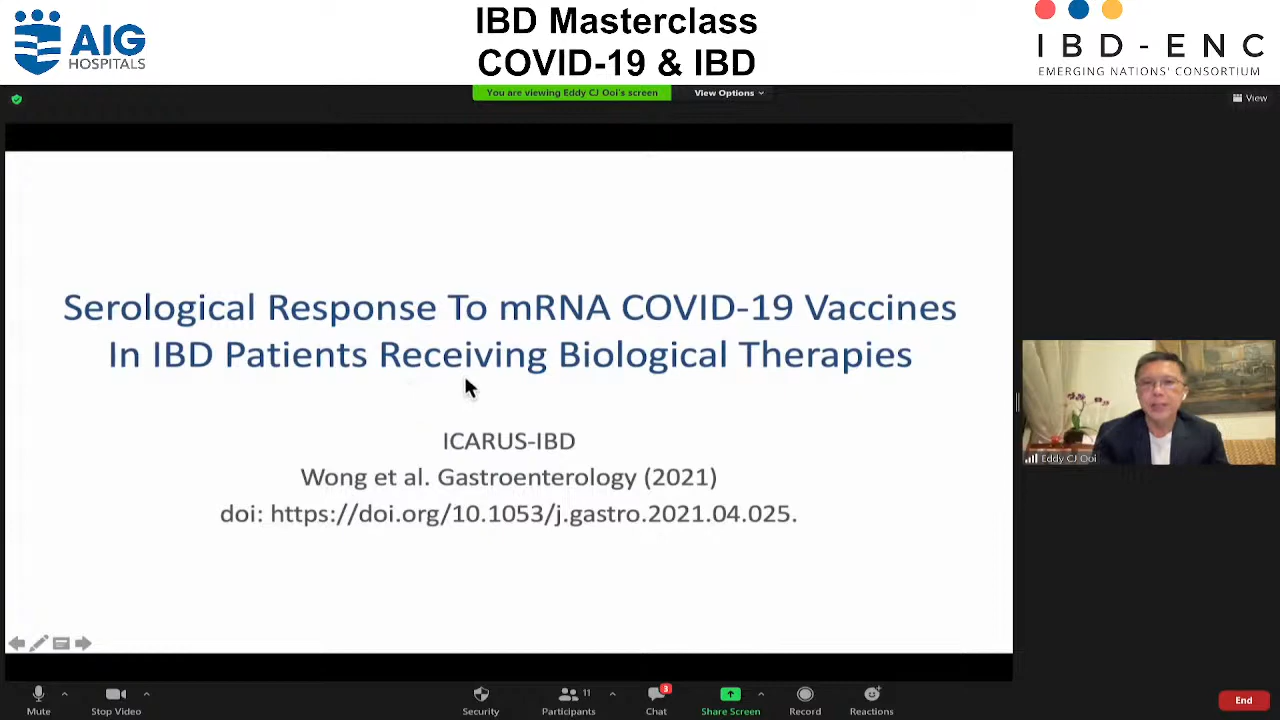 AIG
HOSPITALS
IBD Masterclass
COVID-19 & IBD
IBD-ENC
EMERGING NATIONS' CONSORTIUM
You are viewing Eddy CJ Ooi's screen
View Options
View
Serological Response To mRNA COVID-19 Vaccines
In IBD Patients Receiving Biological Therapies
ICARUS-IBD
Wong et al. Gastroenterology (2021)
doi: https://doi.org/10.1053/j.gastro.2021.04.025.
Eddy CJ Ooi
Mute
Stop Video
Security
Participants
11
Chat
3
Share Screen
Record
Reactions
End